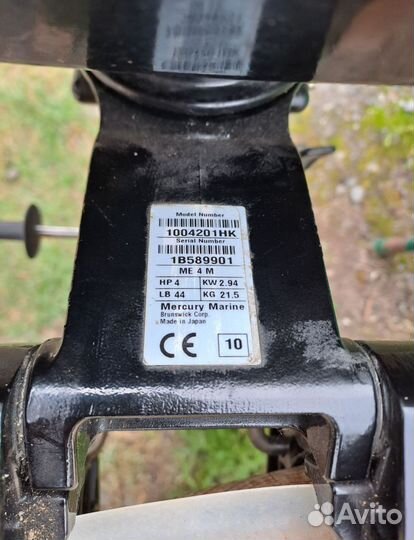 Model Number
1004201HK
Serial Number
1B589901
ME 4 M
HP 4 KW 2.94
LB 44 KG 21.5
Mercury Marine
Brunswick Corp.
Made in Japan
CE 10
Avito